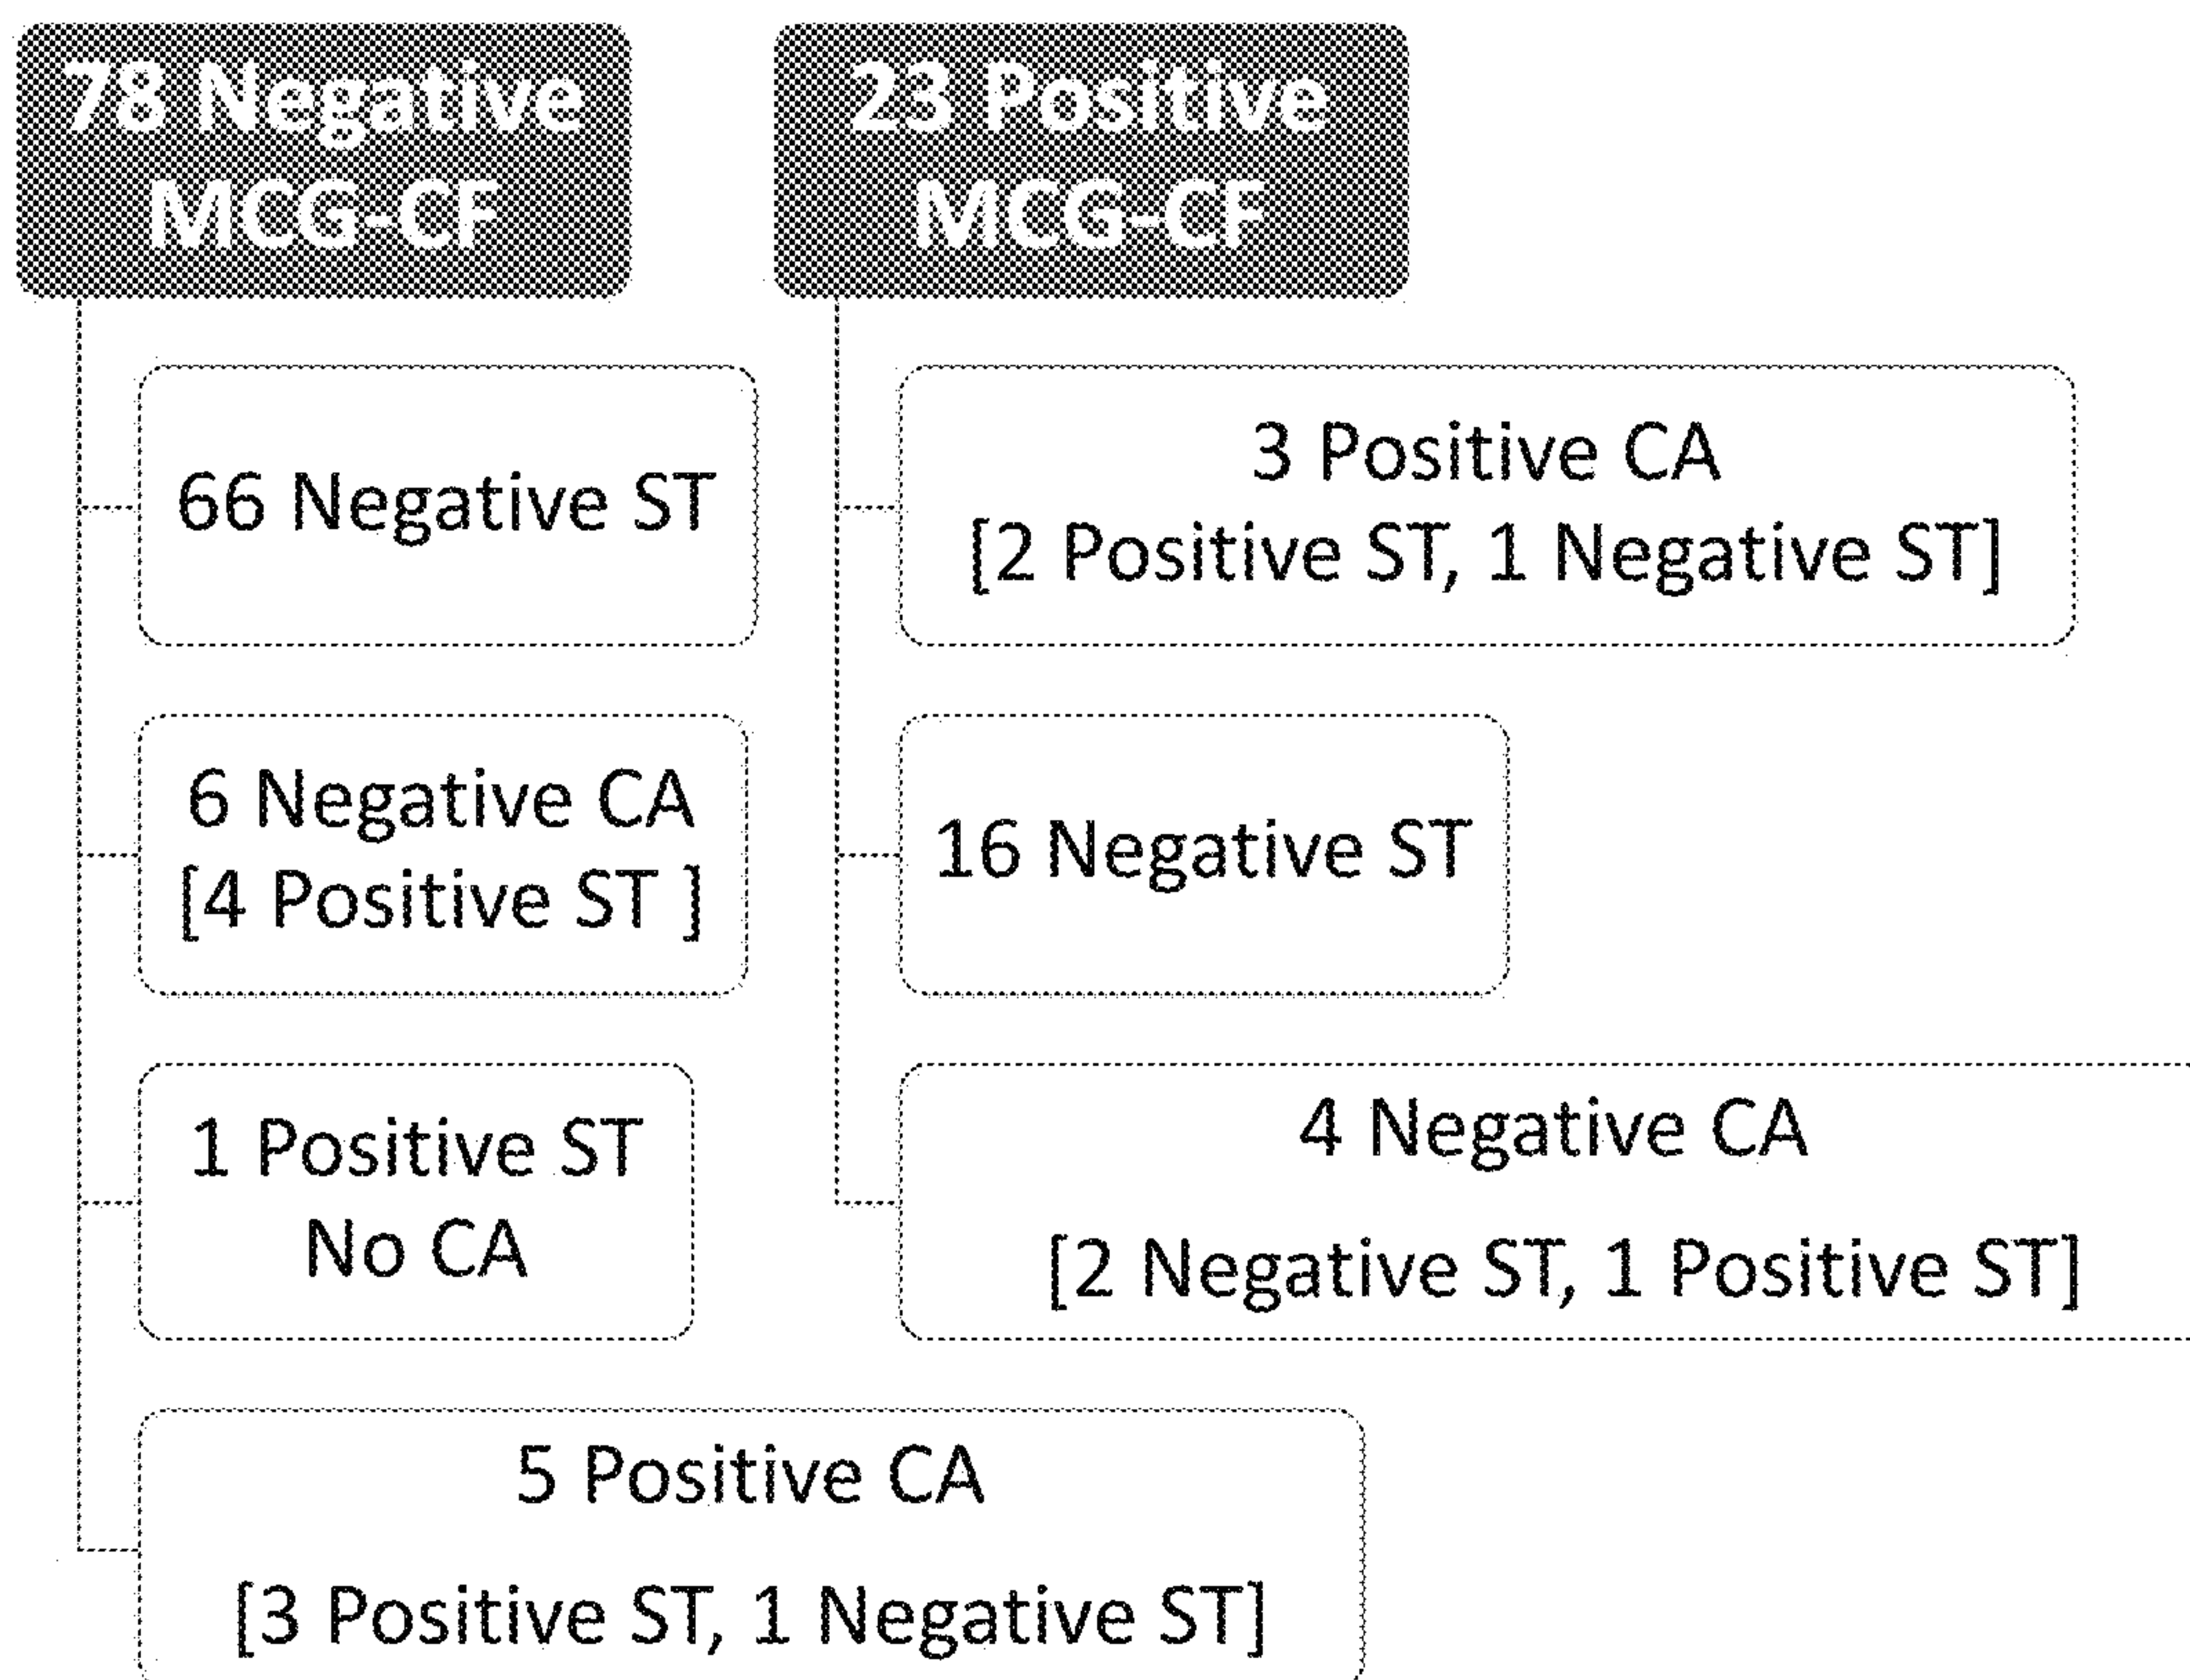 78 Negative
MCG-CF
66 Negative ST
6 Negative CA
[4 Positive ST ]
1 Positive ST
No CA
5 Positive CA
[3 Positive ST, 1 Negative ST]
23 Positive
MCG-CF
3 Positive CA
[2 Positive ST, 1 Negative ST]
16 Negative ST
4 Negative CA
[2 Negative ST, 1 Positive ST]